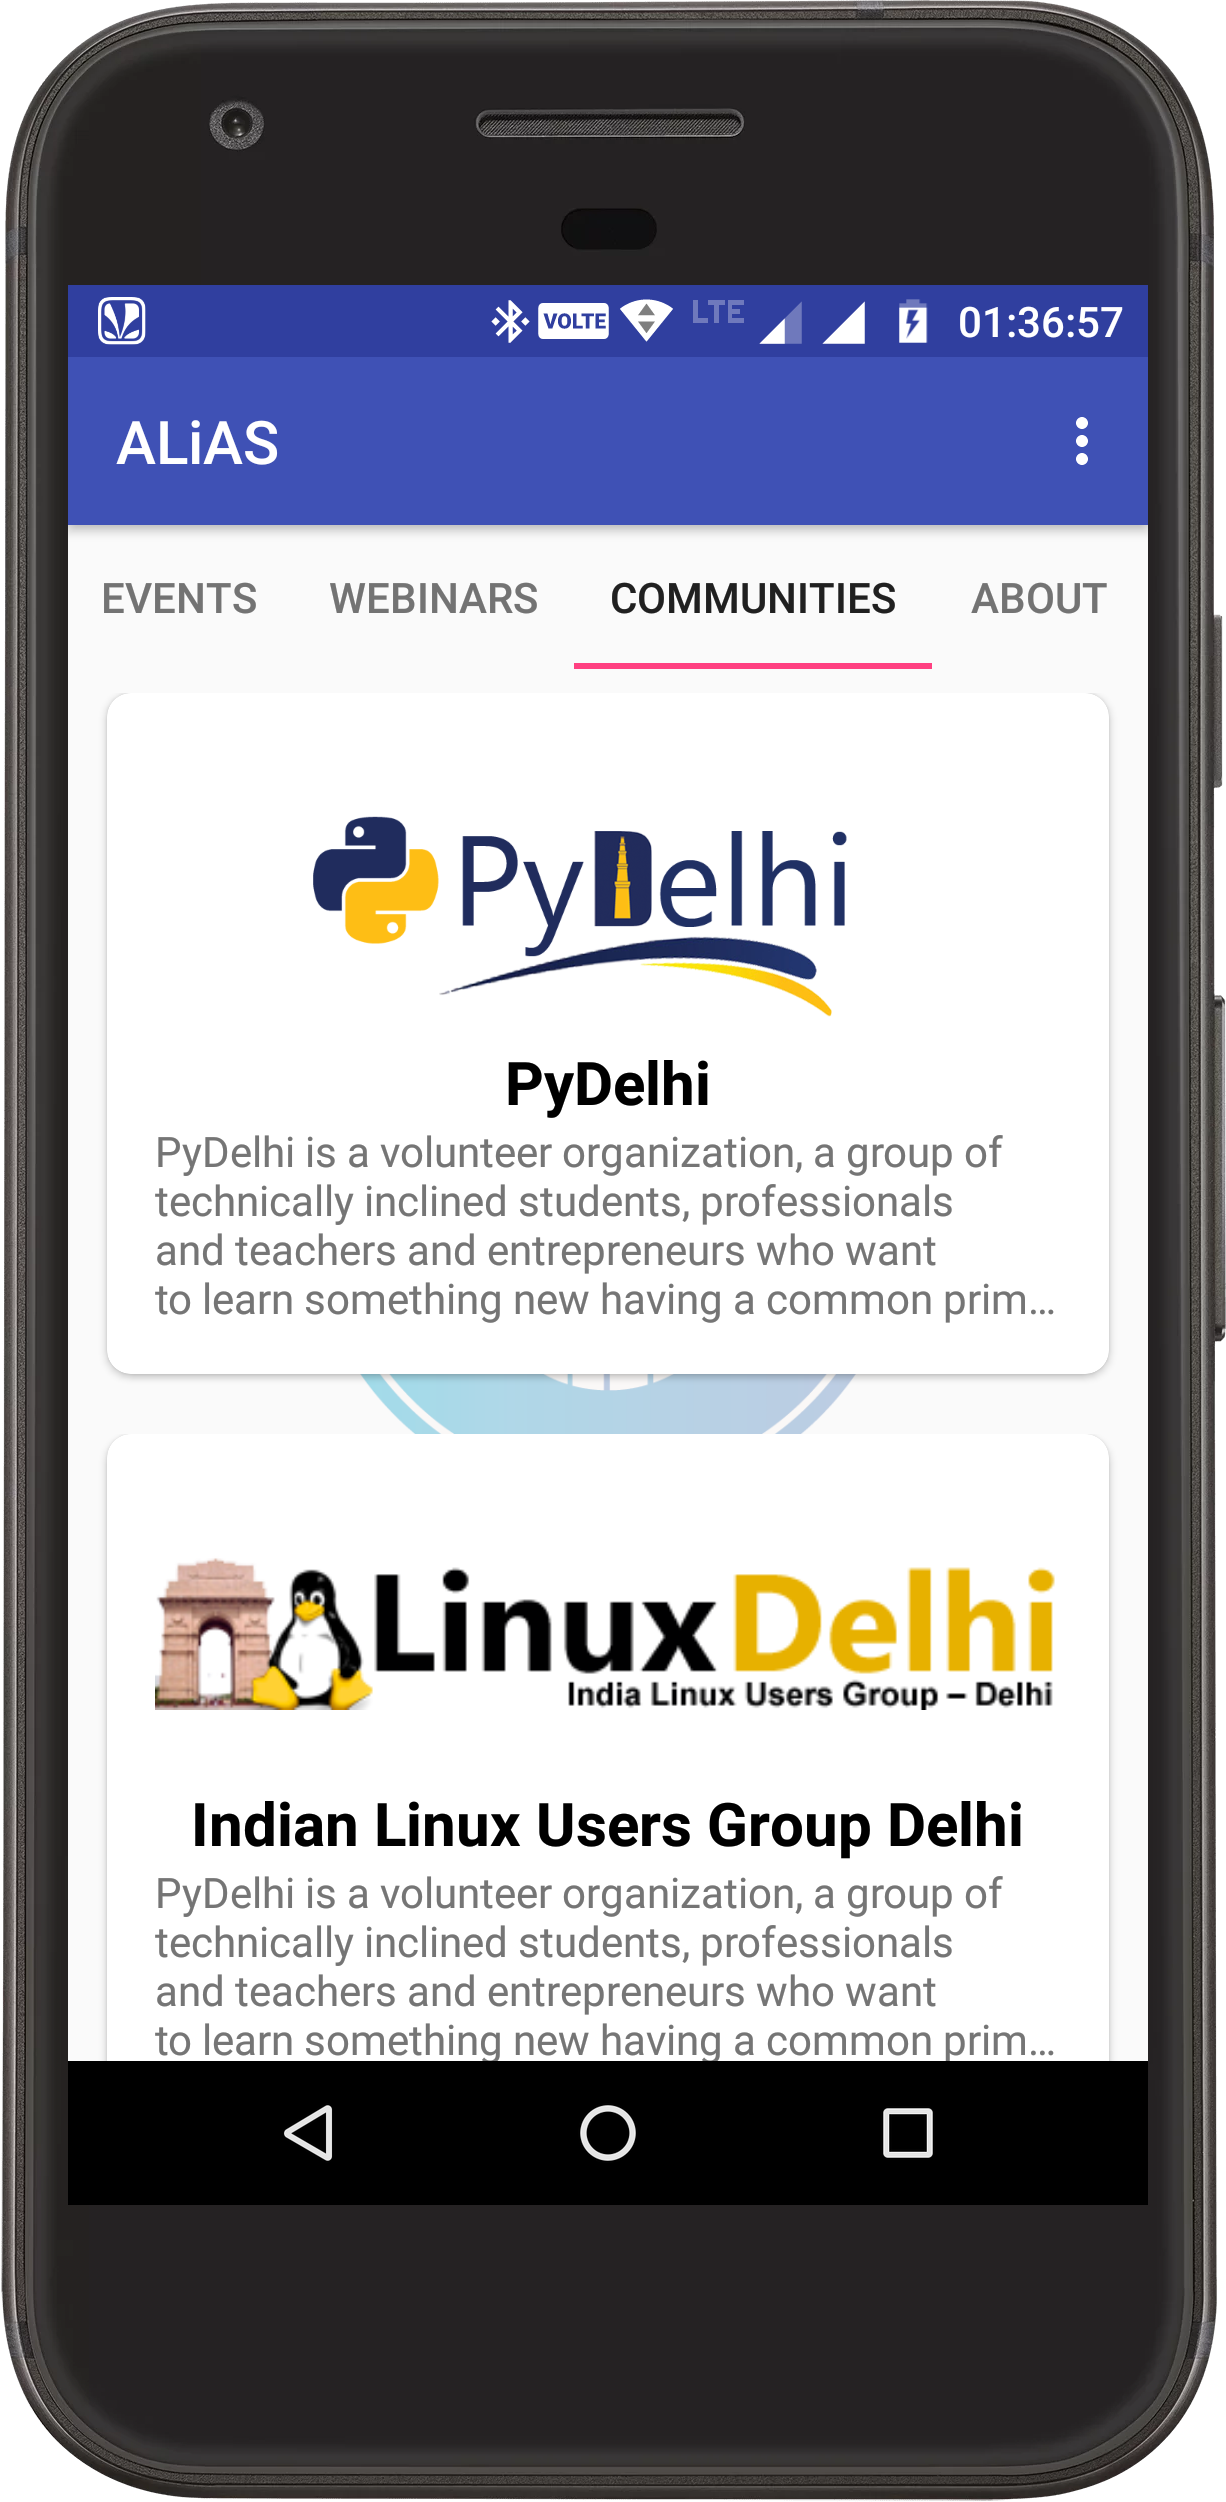 VOLTE LTE 01:36:57
ALiAS
EVENTS WEBINARS COMMUNITIES ABOUT
PyDelhi
PyDelhi
PyDelhi is a volunteer organization, a group of
technically inclined students, professionals
and teachers and entrepreneurs who want
to learn something new having a common prim...
LinuxDelhi
India Linux Users Group – Delhi
Indian Linux Users Group Delhi
PyDelhi is a volunteer organization, a group of
technically inclined students, professionals
and teachers and entrepreneurs who want
to learn something new having a common prim...